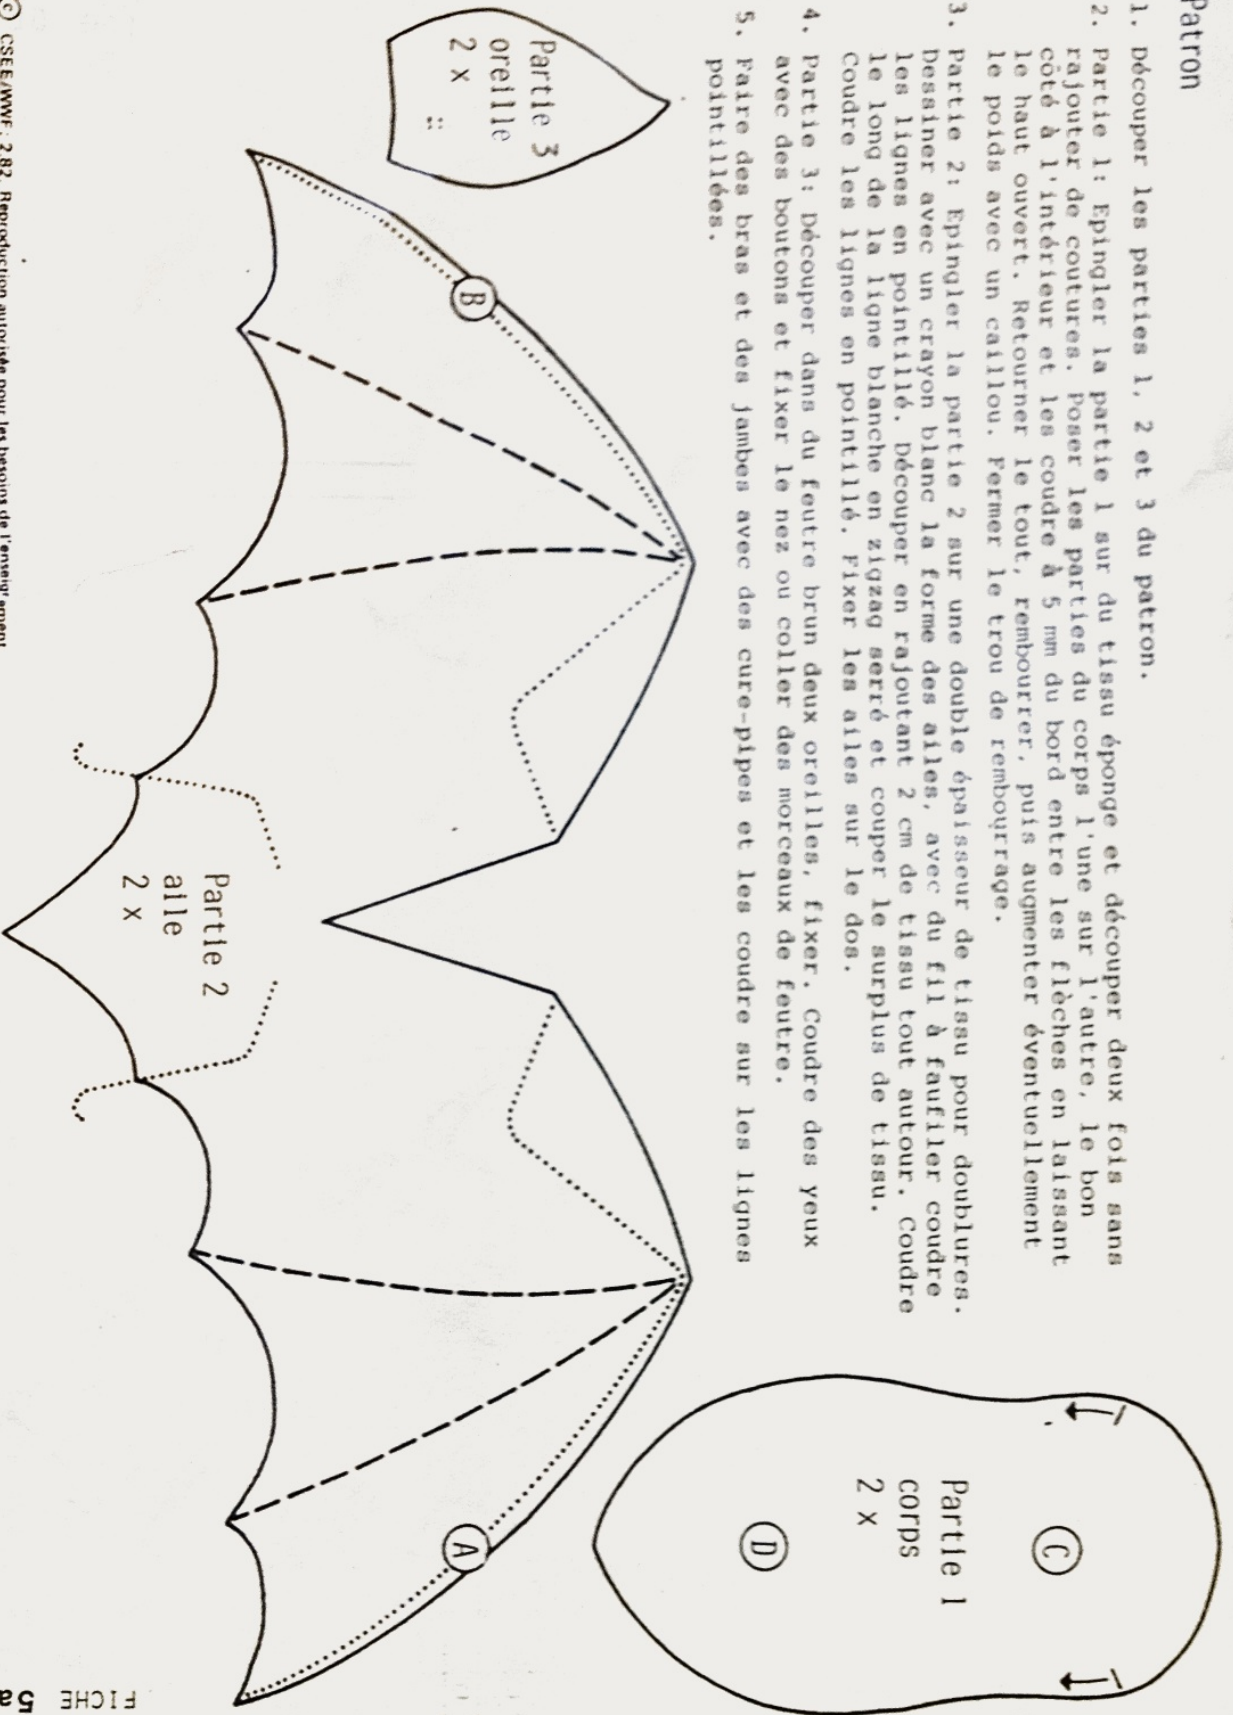 Patron
1. Découper les parties 1, 2 et 3 du patron.
2. Partie 1: Epingler la partie 1 sur du tissu éponge et découper deux fois sans
rajouter de coutures. Poser les parties du corps l'une sur l'autre, le bon
côté à l'intérieur et les coudre à 5 mm du bord entre les flèches en laissant
le haut ouvert. Retourner le tout, rembourrer, puis augmenter éventuellement
le poids avec un caillou. Fermer le trou de rembourrage.
3. Partie 2: Epingler la partie 2 sur une double épaisseur de tissu pour doublures.
Dessiner avec un crayon blanc la forme des ailes, avec du fil à faufiler coudre
les lignes en pointillé. Découper en rajoutant 2 cm de tissu tout autour. Coudre
le long de la ligne blanche en zigzag serré et couper le surplus de tissu.
Coudre les lignes en pointillé. Fixer les ailes sur le dos.
4. Partie 3: Découper dans du feutre brun deux oreilles, fixer. Coudre des yeux
avec des boutons et fixer le nez ou coller des morceaux de feutre.
5. Faire des bras et des jambes avec des cure-pipes et les coudre sur les lignes
pointillées.
Partie 3
oreille
2 x
B
Partie 2
aile
2 x
A
C
Partie 1
corps
2 x
D
© CSEE/WWF; 2.82. Reproduction autorisée pour les besoins de l'enseignement
FICHE 5a